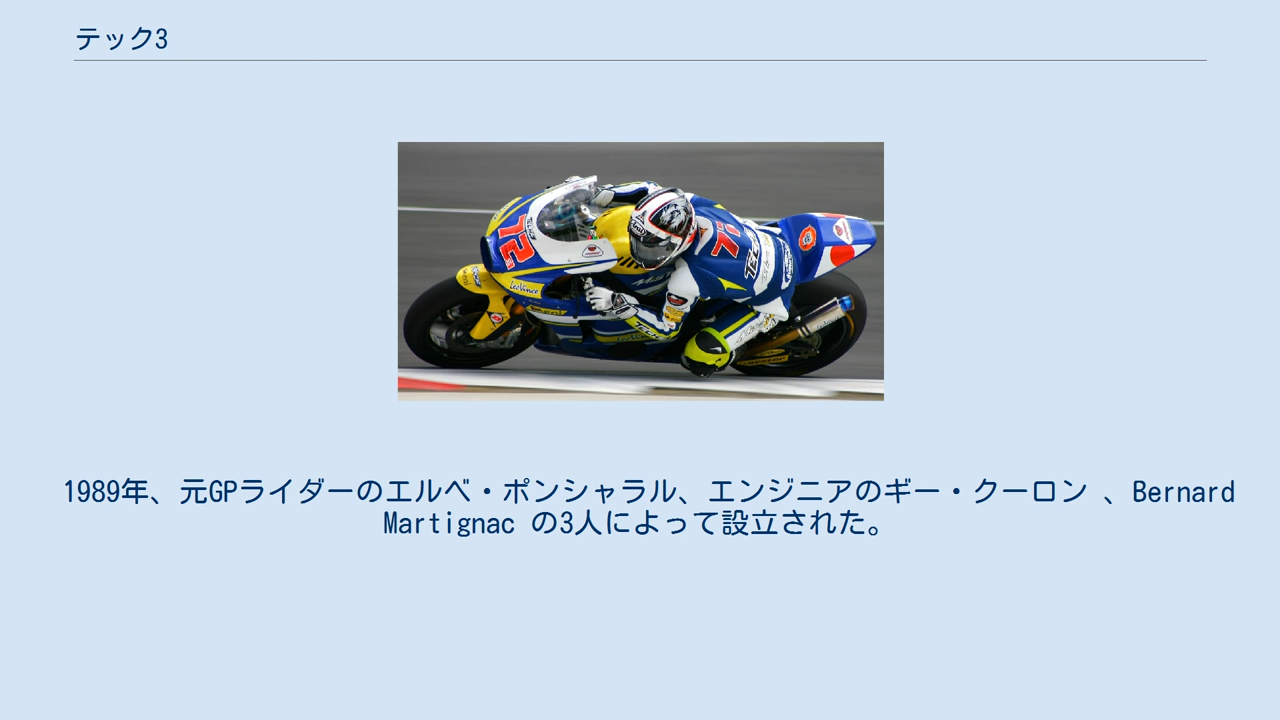 テック3
72
LeoVince
1989年、元GPライダーのエルベ・ポンシャラル、エンジニアのギー・クーロン 、Bernard
Martignac の3人によって設立された。